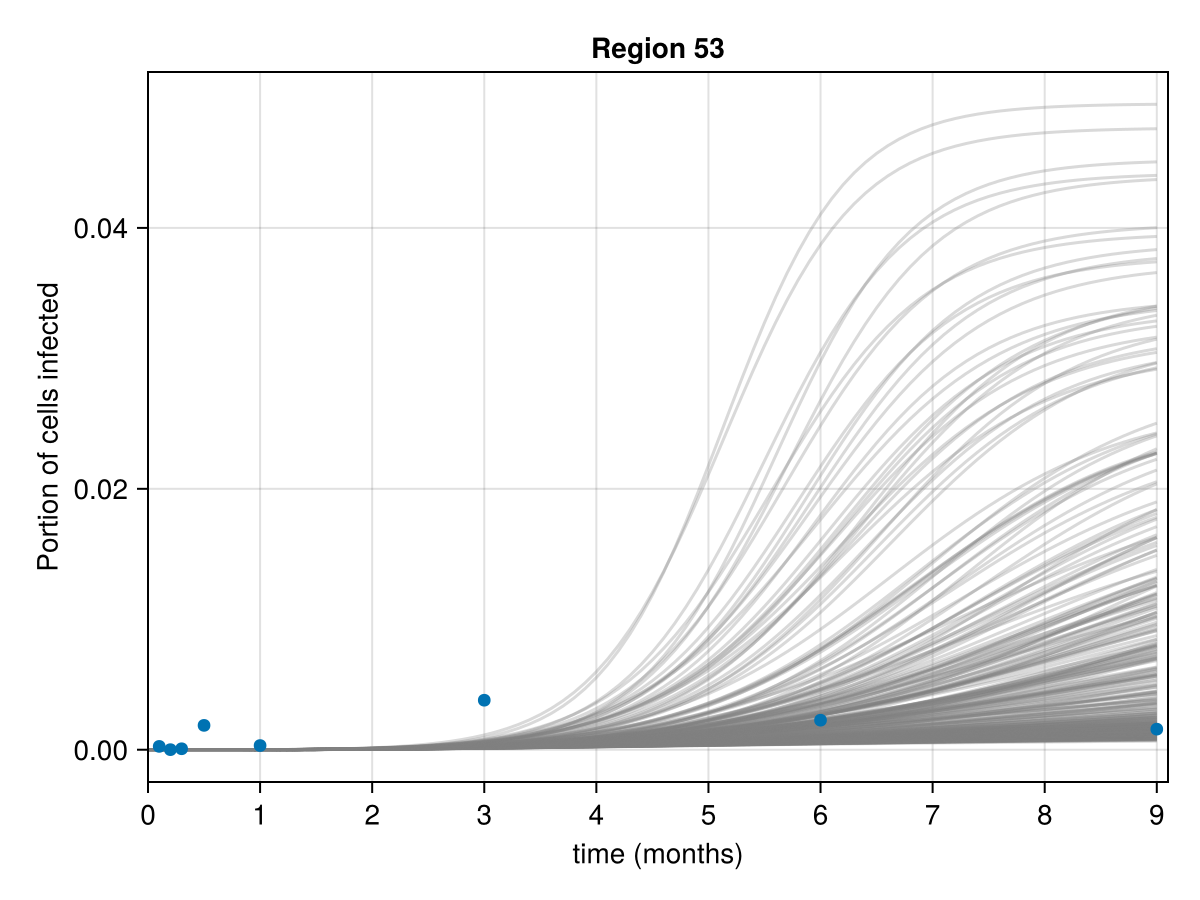 Region 53
Portion of cells infected
0.04
0.02
0.00
0 1 2 3 4 5 6 7 8 9
time (months)